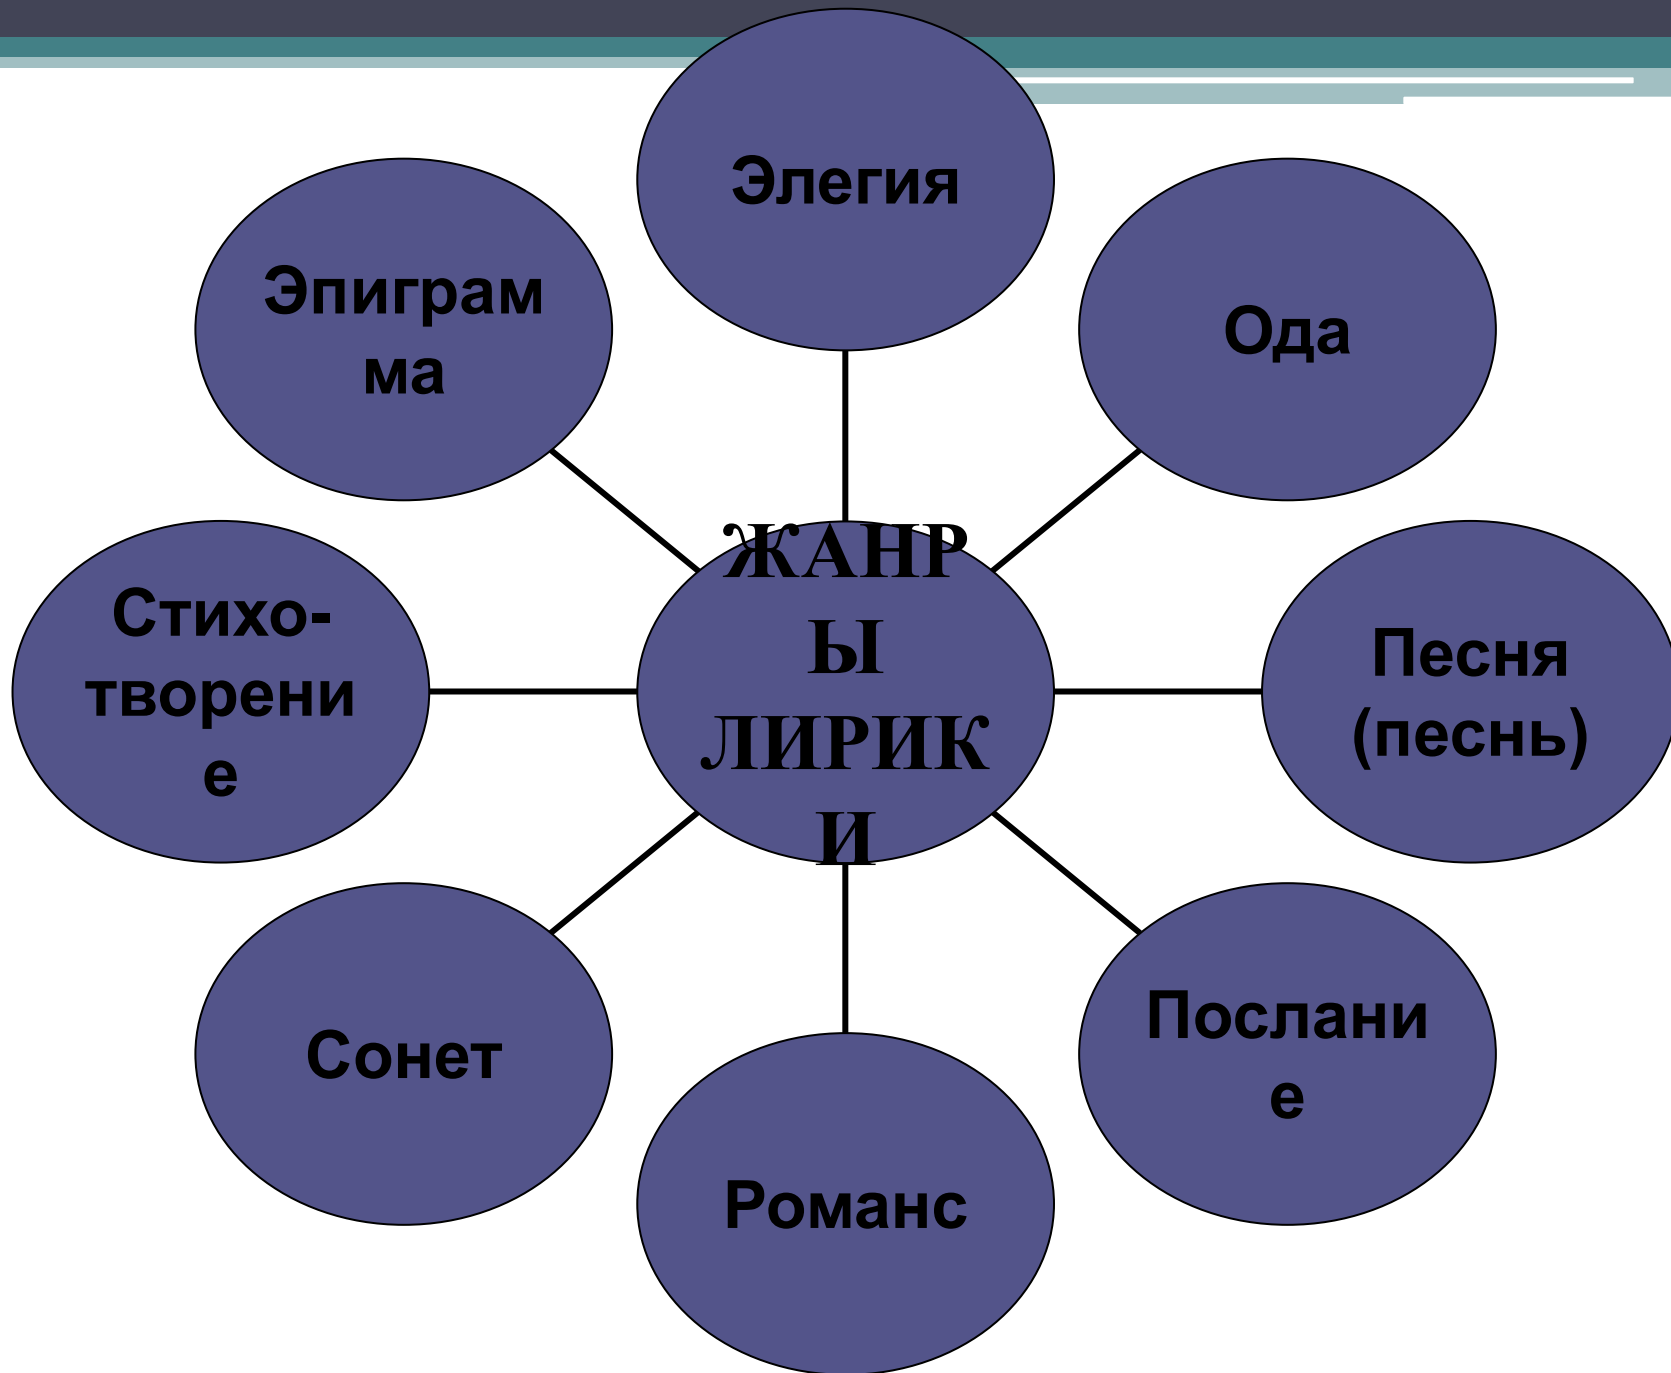 Элегия
Эпиграм
ма
Ода
ЖАНР
Ы
ЛИРИК
И
Стихо-
творени
е
Песня
(песнь)
Сонет
Послани
е
Романс